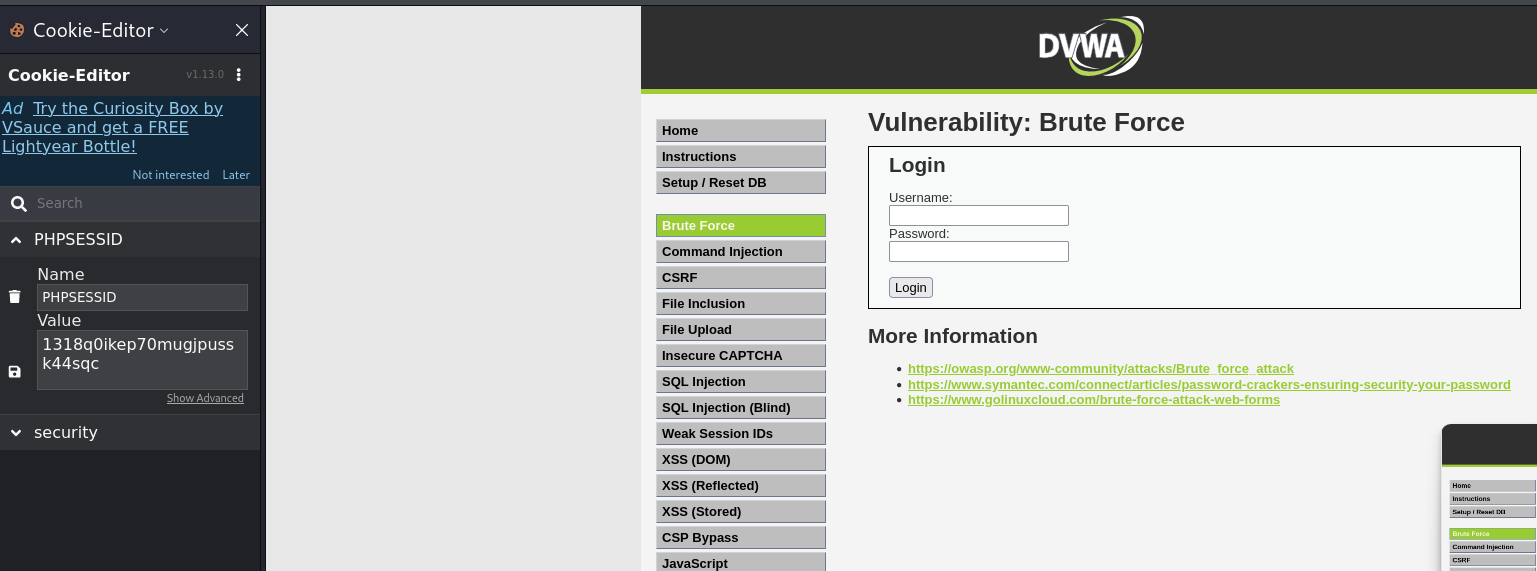 Cookie-Editor
Cookie-Editor v1.13.0
Ad Try the Curiosity Box by
VSauce and get a FREE
Lightyear Bottle!
Not interested Later
Search
PHPSESSID
Name
PHPSESSID
Value
1318q0ikep70mugjpuss
k44sqc
Show Advanced
security
DVWA
Home
Instructions
Setup / Reset DB
Brute Force
Command Injection
CSRF
File Inclusion
File Upload
Insecure CAPTCHA
SQL Injection
SQL Injection (Blind)
Weak Session IDs
XSS (DOM)
XSS (Reflected)
XSS (Stored)
CSP Bypass
JavaScript
Vulnerability: Brute Force
Login
Username:
Password:
Login
More Information
https://owasp.org/www-community/attacks/Brute_force_attack
https://www.symantec.com/connect/articles/password-crackers-ensuring-security-your-password
https://www.golinuxcloud.com/brute-force-attack-web-forms
Home
Instructions
Setup / Reset DB
Brute Force
Command Injection
CSRF